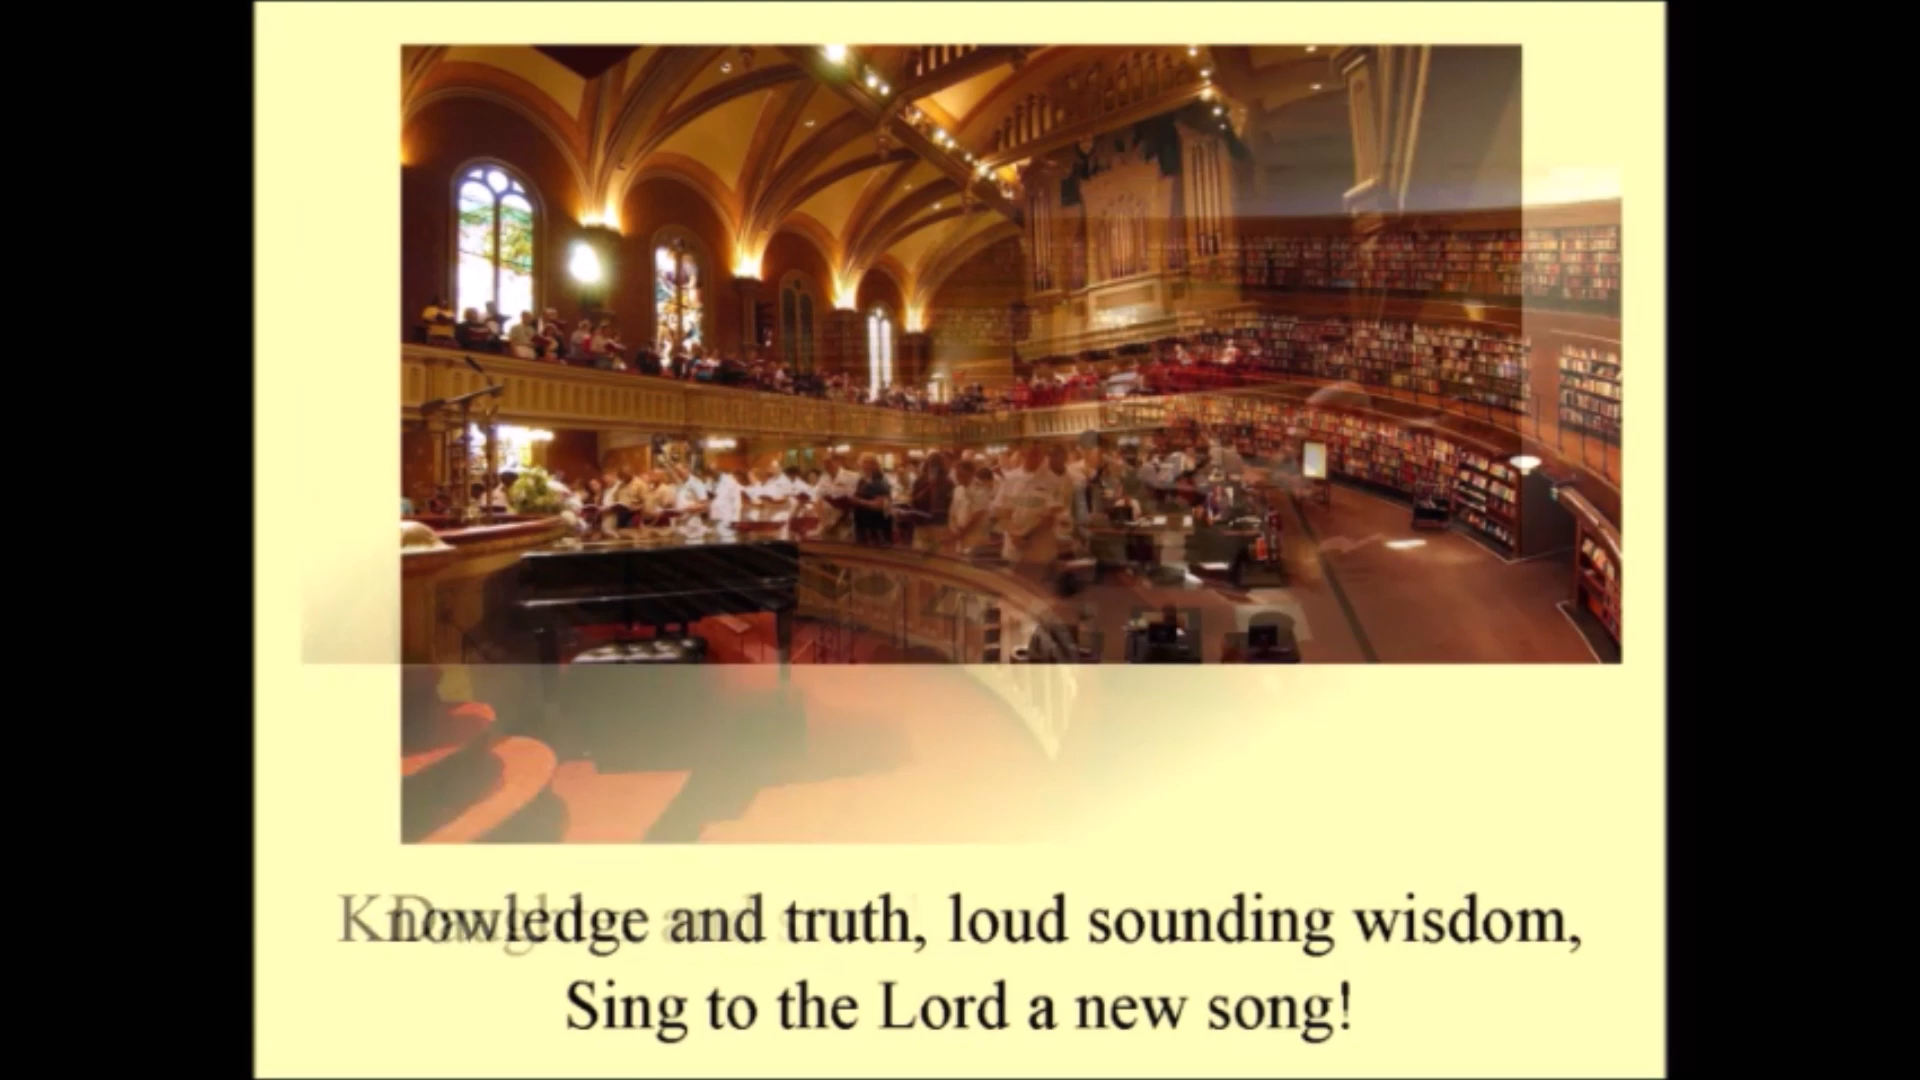 Knowledge and truth, loud sounding wisdom,
Sing to the Lord a new song!